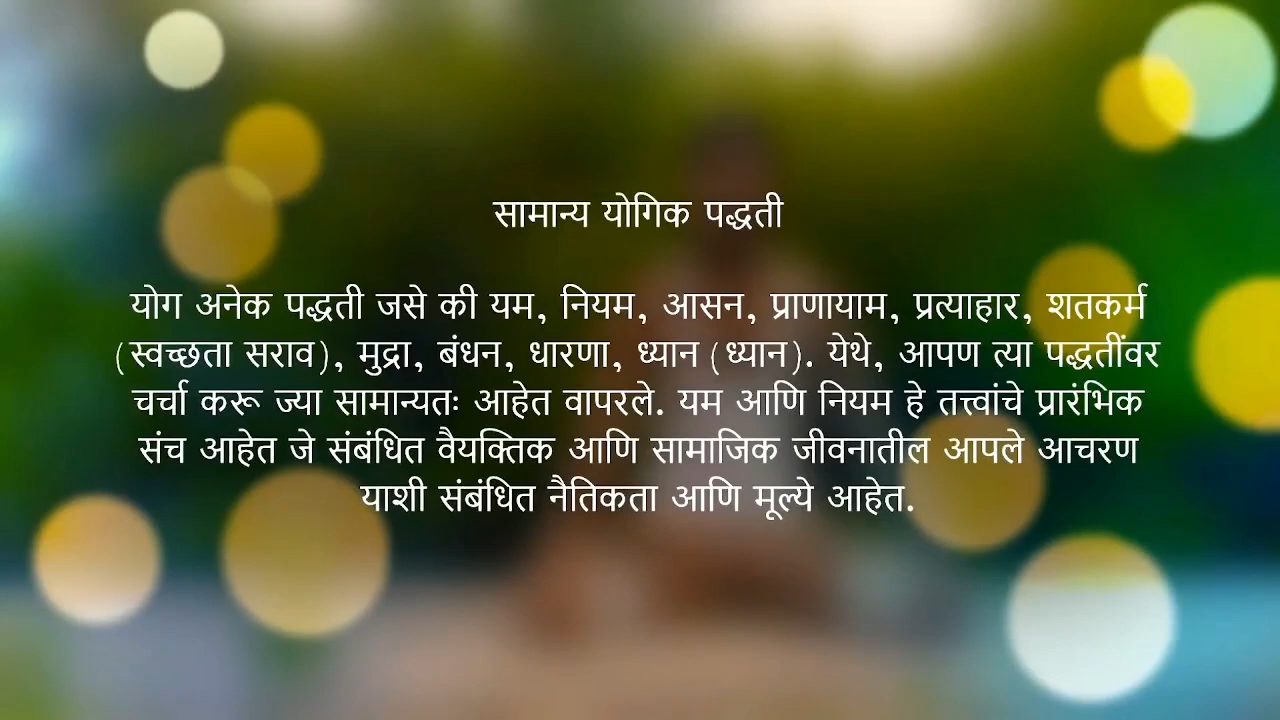 सामान्य योगिक पद्धती
योग अनेक पद्धती जसे की यम, नियम, आसन, प्राणायाम, प्रत्याहार, शतकर्म
(स्वच्छता सराव), मुद्रा, बंधन, धारणा, ध्यान (ध्यान). येथे, आपण त्या पद्धतींवर
चर्चा करू ज्या सामान्यतः आहेत वापरले. यम आणि नियम हे तत्त्वांचे प्रारंभिक
संच आहेत जे संबंधित वैयक्तिक आणि सामाजिक जीवनातील आपले आचरण
याशी संबंधित नैतिकता आणि मूल्ये आहेत.